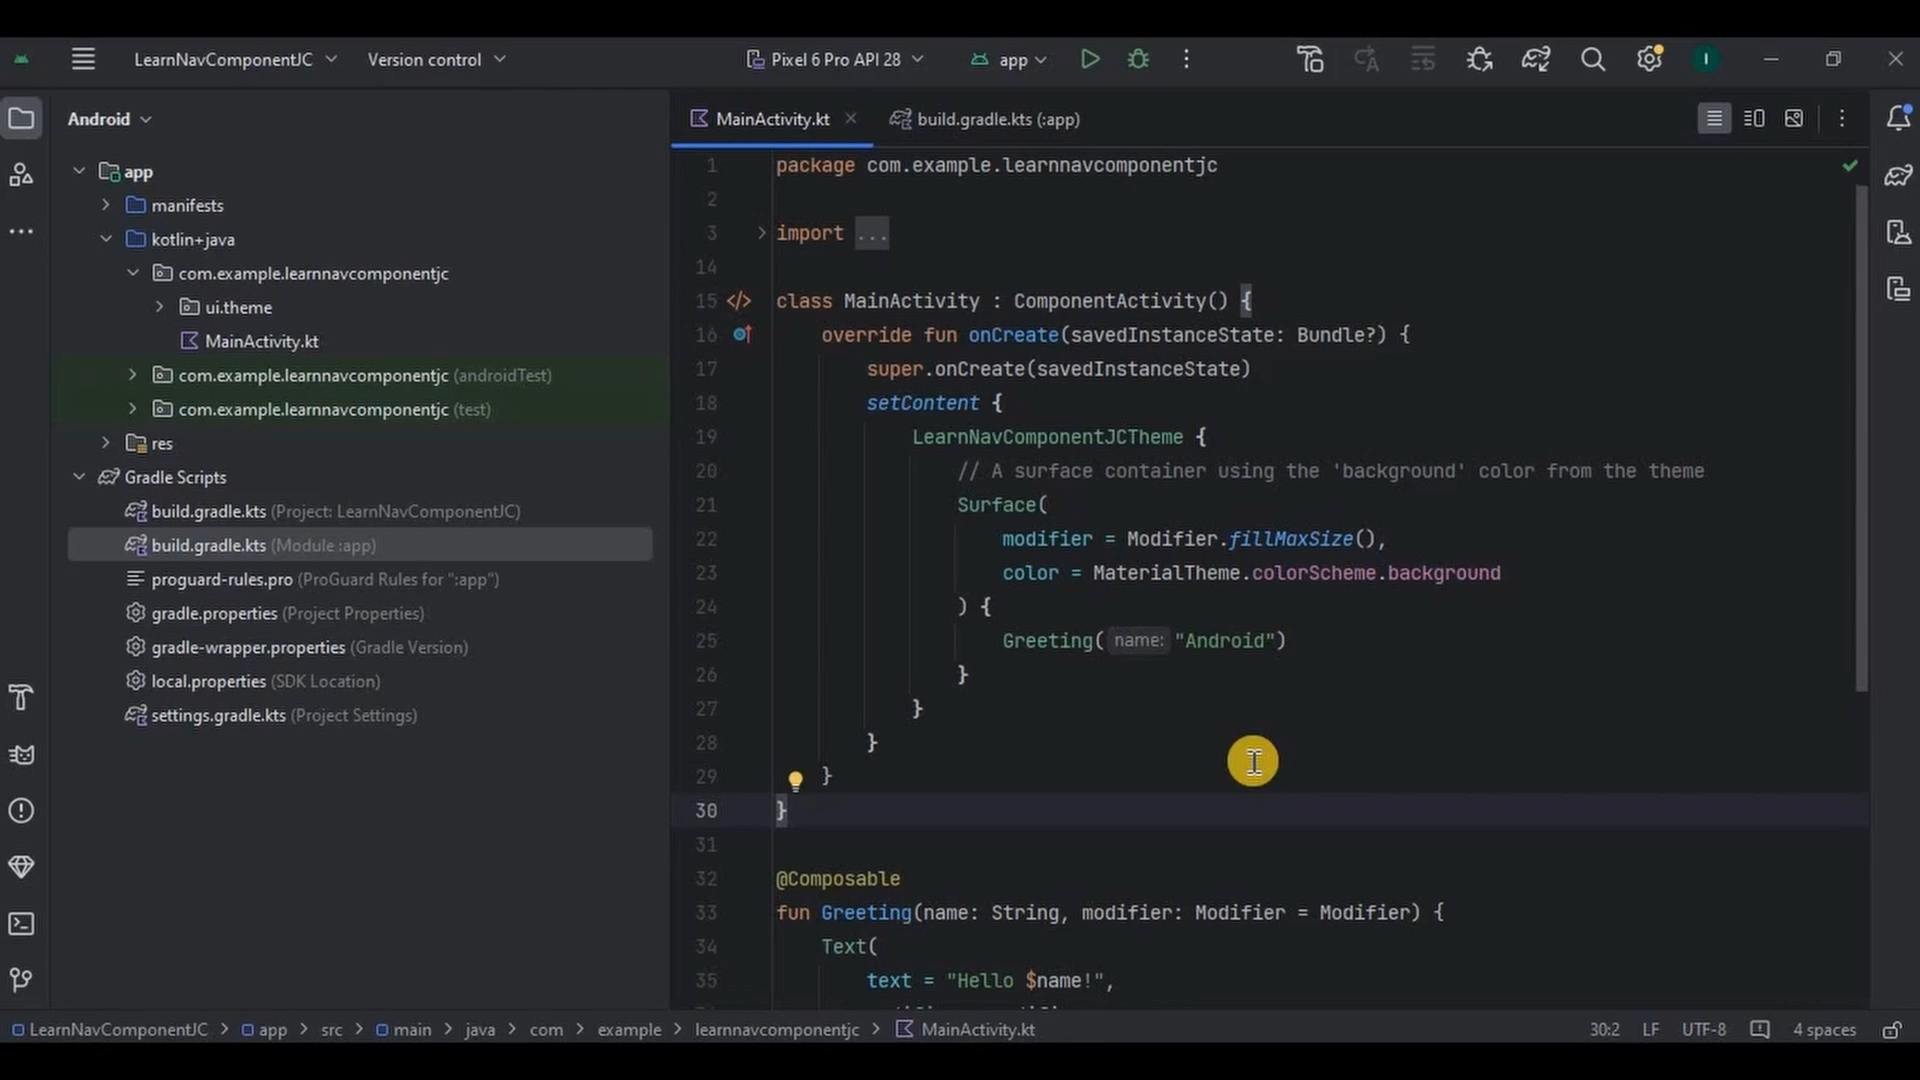 LearnNavComponentJC Version control Pixel 6 Pro API 28 app I
Android
app
manifests
kotlin+java
com.example.learnnavcomponentjc
ui.theme
MainActivity.kt
com.example.learnnavcomponentjc (androidTest)
com.example.learnnavcomponentjc (test)
res
Gradle Scripts
build.gradle.kts (Project: LearnNavComponentJC)
build.gradle.kts (Module :app)
proguard-rules.pro (ProGuard Rules for ":app")
gradle.properties (Project Properties)
gradle-wrapper.properties (Gradle Version)
local.properties (SDK Location)
settings.gradle.kts (Project Settings)
MainActivity.kt build.gradle.kts (:app)
1 package com.example.learnnavcomponentjc
2
3 import ...
14
15 class MainActivity : ComponentActivity() {
16 override fun onCreate(savedInstanceState: Bundle?) {
17 super.onCreate(savedInstanceState)
18 setContent {
19 LearnNavComponentJCTheme {
20 // A surface container using the 'background' color from the theme
21 Surface(
22 modifier = Modifier.fillMaxSize(),
23 color = MaterialTheme.colorScheme.background
24 ) {
25 Greeting( name: "Android")
26 }
27 }
28 }
29 }
30 }
31
32 @Composable
33 fun Greeting(name: String, modifier: Modifier = Modifier) {
34 Text(
35 text = "Hello $name!",
LearnNavComponentJC > app > src > main > java > com > example > learnnavcomponentjc > MainActivity.kt 30:2 LF UTF-8 4 spaces